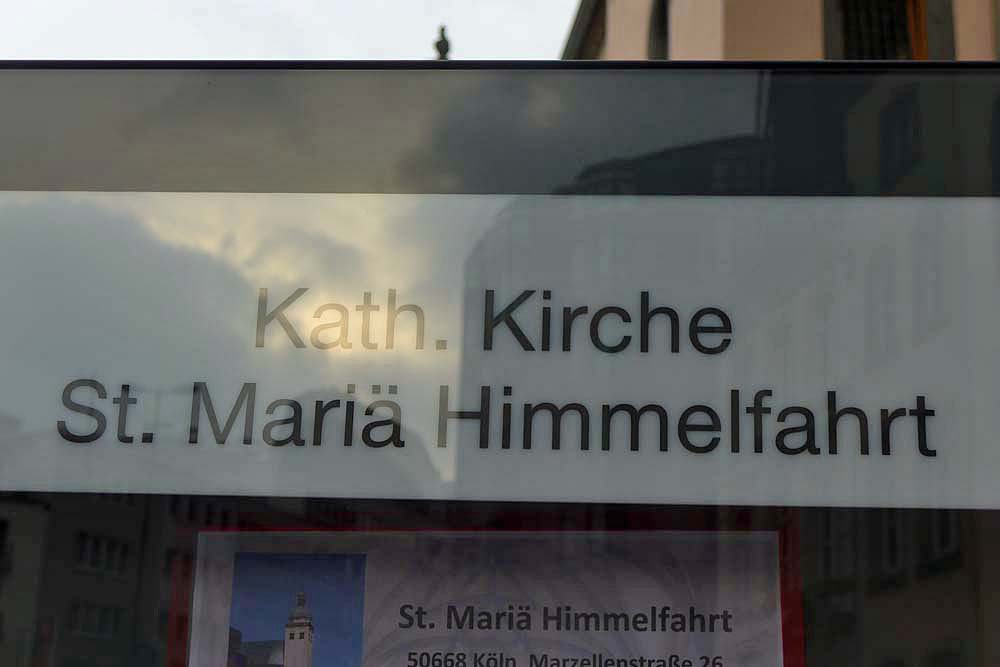 Kath. Kirche
St. Mariä Himmelfahrt
St. Mariä Himmelfahrt
50668 Köln, Marzellenstraße 26